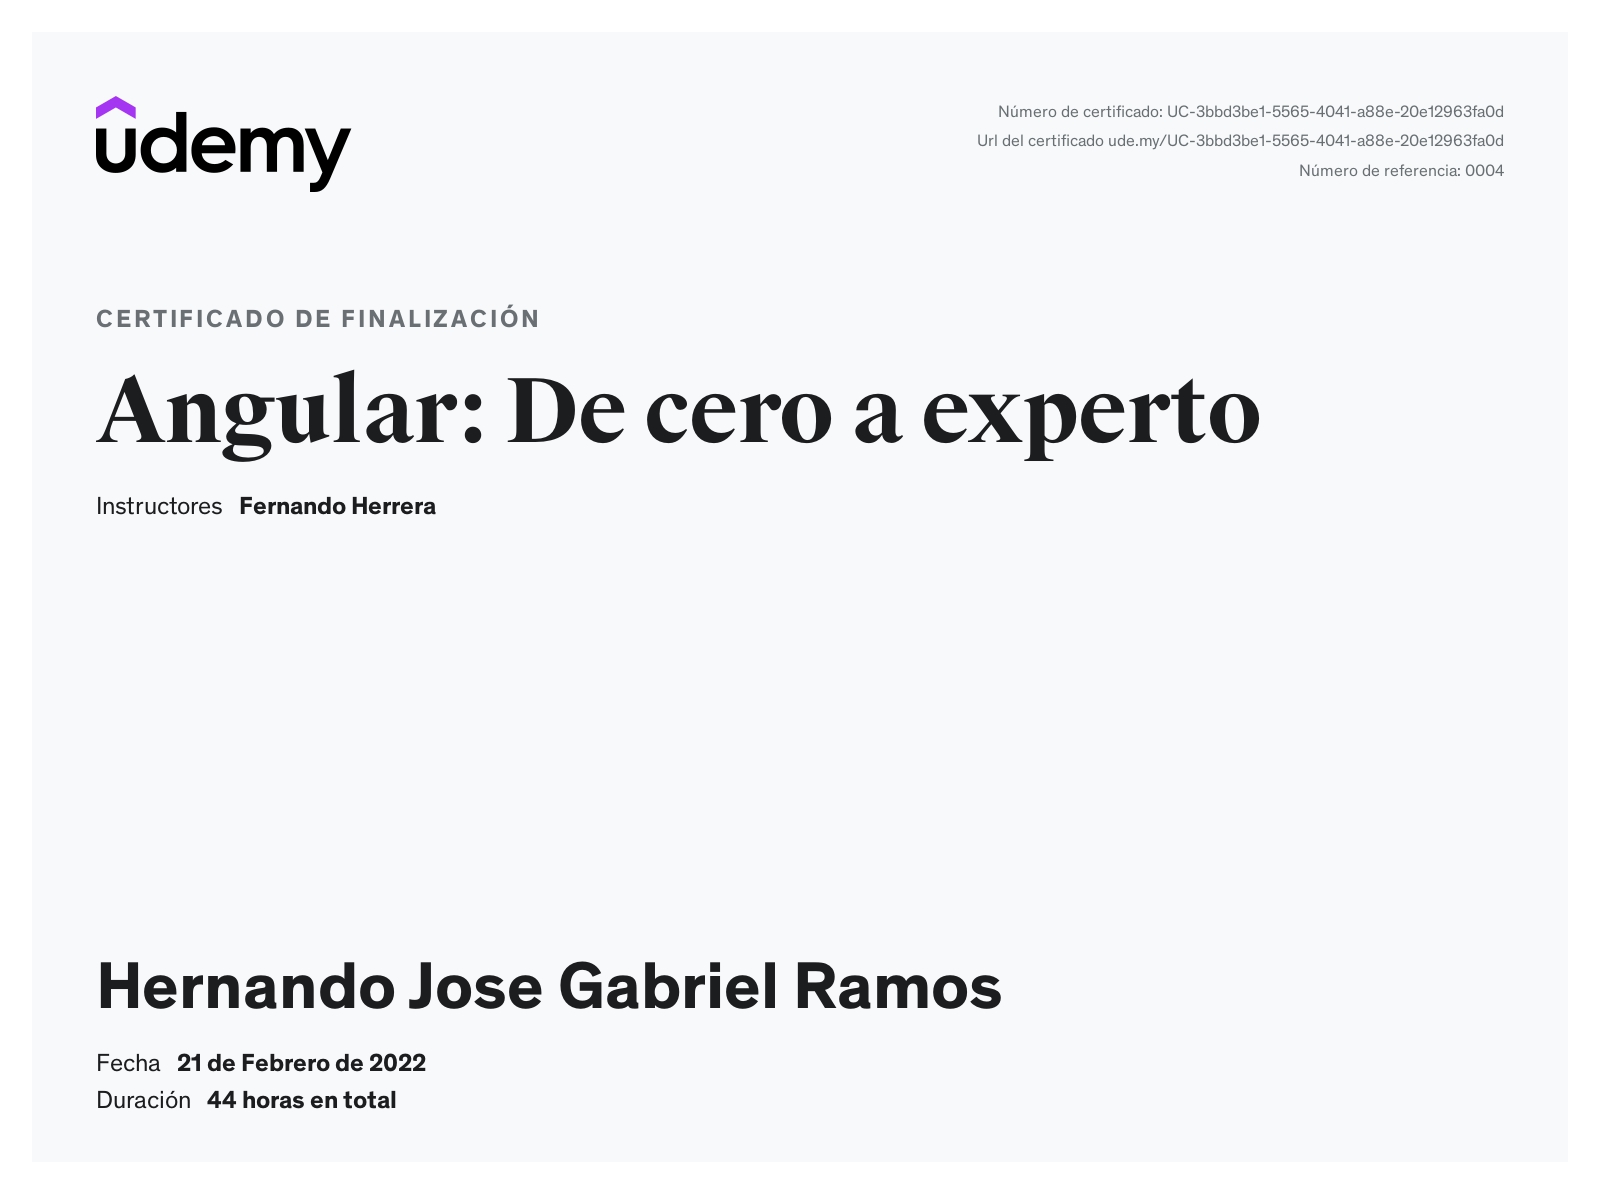 udemy
Número de certificado: UC-3bbd3be1-5565-4041-a88e-20e12963fa0d
Url del certificado ude.my/UC-3bbd3be1-5565-4041-a88e-20e12963fa0d
Número de referencia: 0004
CERTIFICADO DE FINALIZACIÓN
Angular: De cero a experto
Instructores Fernando Herrera
Hernando Jose Gabriel Ramos
Fecha 21 de Febrero de 2022
Duración 44 horas en total